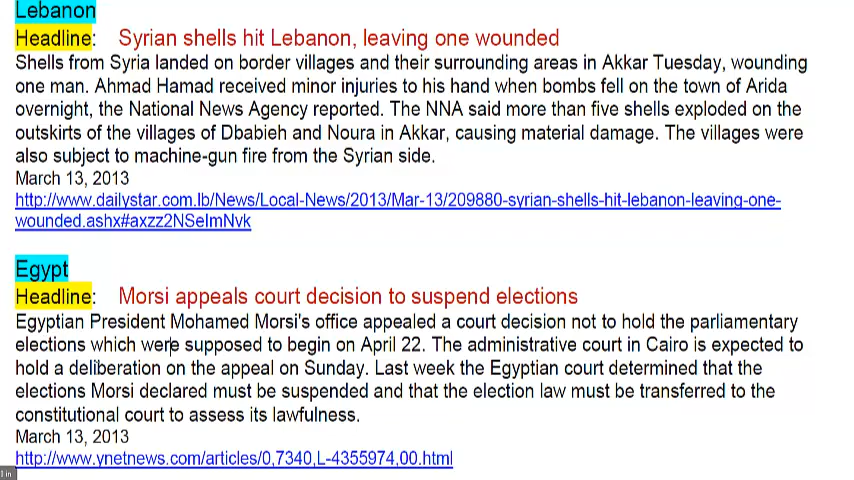 Lebanon
Headline: Syrian shells hit Lebanon, leaving one wounded
Shells from Syria landed on border villages and their surrounding areas in Akkar Tuesday, wounding
one man. Ahmad Hamad received minor injuries to his hand when bombs fell on the town of Arida
overnight, the National News Agency reported. The NNA said more than five shells exploded on the
outskirts of the villages of Dbabieh and Noura in Akkar, causing material damage. The villages were
also subject to machine-gun fire from the Syrian side.
March 13, 2013
http://www.dailystar.com.lb/News/Local-News/2013/Mar-13/209880-syrian-shells-hit-lebanon-leaving-one-
wounded.ashx#axzz2NSelmNvk
Egypt
Headline: Morsi appeals court decision to suspend elections
Egyptian President Mohamed Morsi's office appealed a court decision not to hold the parliamentary
elections which were supposed to begin on April 22. The administrative court in Cairo is expected to
hold a deliberation on the appeal on Sunday. Last week the Egyptian court determined that the
elections Morsi declared must be suspended and that the election law must be transferred to the
constitutional court to assess its lawfulness.
March 13, 2013
http://www.ynetnews.com/articles/0,7340,L-4355974,00.html
1 in